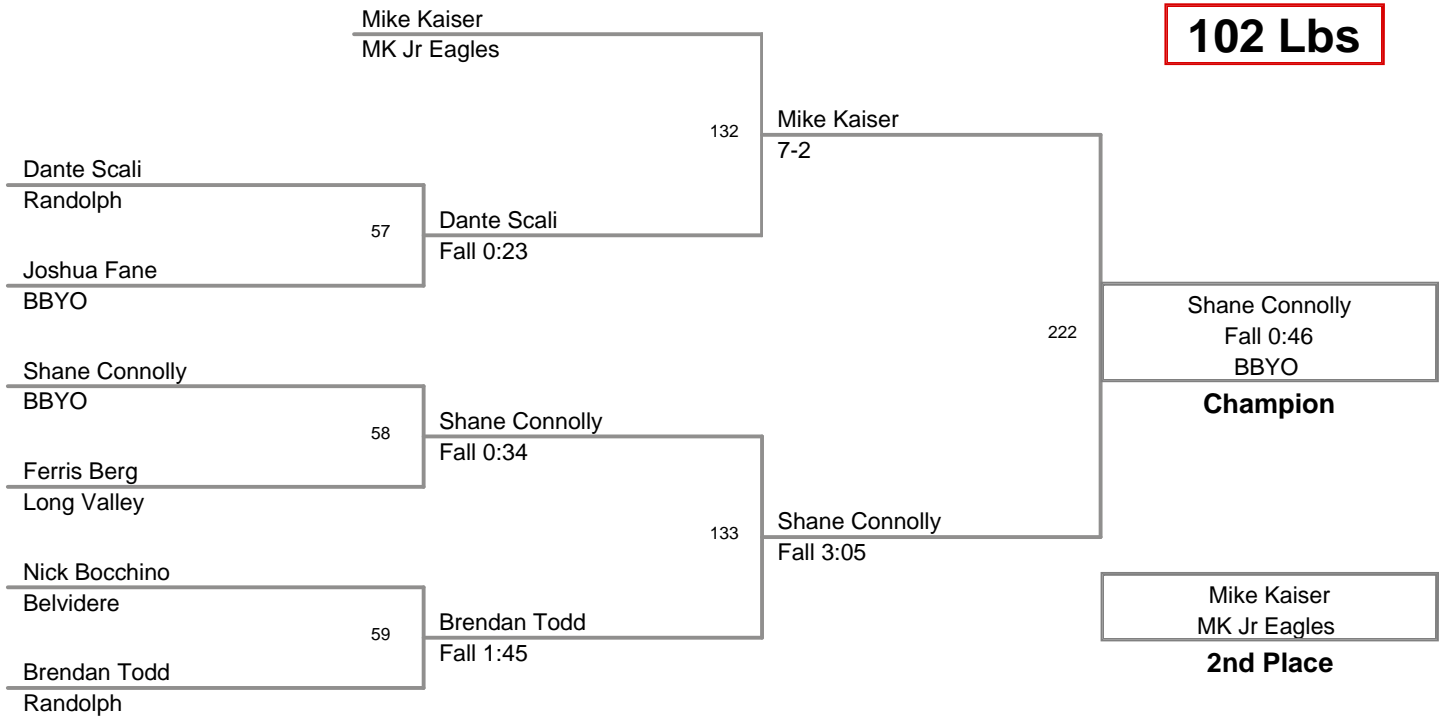 Mike Kaiser
MK Jr Eagles
102 Lbs
132
Mike Kaiser
7-2
Dante Scali
Randolph
57
Dante Scali
Fall 0:23
Joshua Fane
BBYO
222
Shane Connolly
Fall 0:46
BBYO
Champion
Shane Connolly
BBYO
58
Shane Connolly
Fall 0:34
Ferris Berg
Long Valley
133
Shane Connolly
Fall 3:05
Nick Bocchino
Belvidere
59
Brendan Todd
Fall 1:45
Brendan Todd
Randolph
Mike Kaiser
MK Jr Eagles
2nd Place